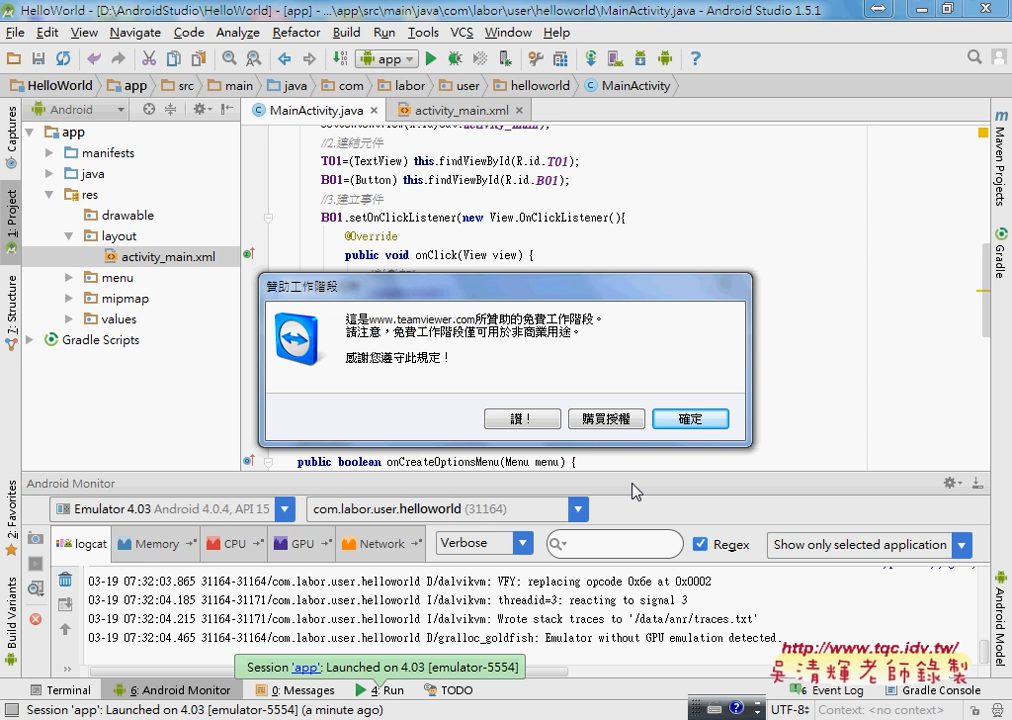 HelloWorld - [D:\AndroidStudio\HelloWorld] - [app] - ...\app\src\main\java\com\labor\user\helloworld\MainActivity.java - Android Studio 1.5.1
File Edit View Navigate Code Analyze Refactor Build Run Tools VCS Window Help
app
HelloWorld app src main java com labor user helloworld MainActivity
Android MainActivity.java activity_main.xml
app
manifests
java
res
drawable
layout
activity_main.xml
menu
mipmap
values
Gradle Scripts
Captures
1: Project
7: Structure
2: Favorites
Build Variants
//2.連結元件
T01=(TextView) this.findViewById(R.id.T01);
B01=(Button) this.findViewById(R.id.B01);
//3.建立事件
B01.setOnClickListener(new View.OnClickListener(){
@Override
public void onClick(View view) {
贊助工作階段
這是www.teamviewer.com所贊助的免費工作階段。
請注意，免費工作階段僅可用於非商業用途。
感謝您遵守此規定！
讚！ 購買授權 確定
public boolean onCreateOptionsMenu(Menu menu) {
Maven Projects
Gradle
Android Model
Android Monitor
Emulator 4.03 Android 4.0.4, API 15 com.labor.user.helloworld (31164)
logcat Memory CPU GPU Network Verbose Regex Show only selected application
03-19 07:32:03.865 31164-31164/com.labor.user.helloworld D/dalvikvm: VFY: replacing opcode 0x6e at 0x0002
03-19 07:32:04.185 31164-31171/com.labor.user.helloworld I/dalvikvm: threadid=3: reacting to signal 3
03-19 07:32:04.215 31164-31171/com.labor.user.helloworld I/dalvikvm: Wrote stack traces to '/data/anr/traces.txt'
03-19 07:32:04.465 31164-31164/com.labor.user.helloworld D/gralloc_goldfish: Emulator without GPU emulation detected.
http://www.tqc.idv.tw/
吳清輝老師錄製
Session 'app': Launched on 4.03 [emulator-5554]
Terminal 6: Android Monitor 0: Messages 4: Run TODO Event Log Gradle Console
Session 'app': Launched on 4.03 [emulator-5554] (a minute ago) UTF-8 Context: <no context>